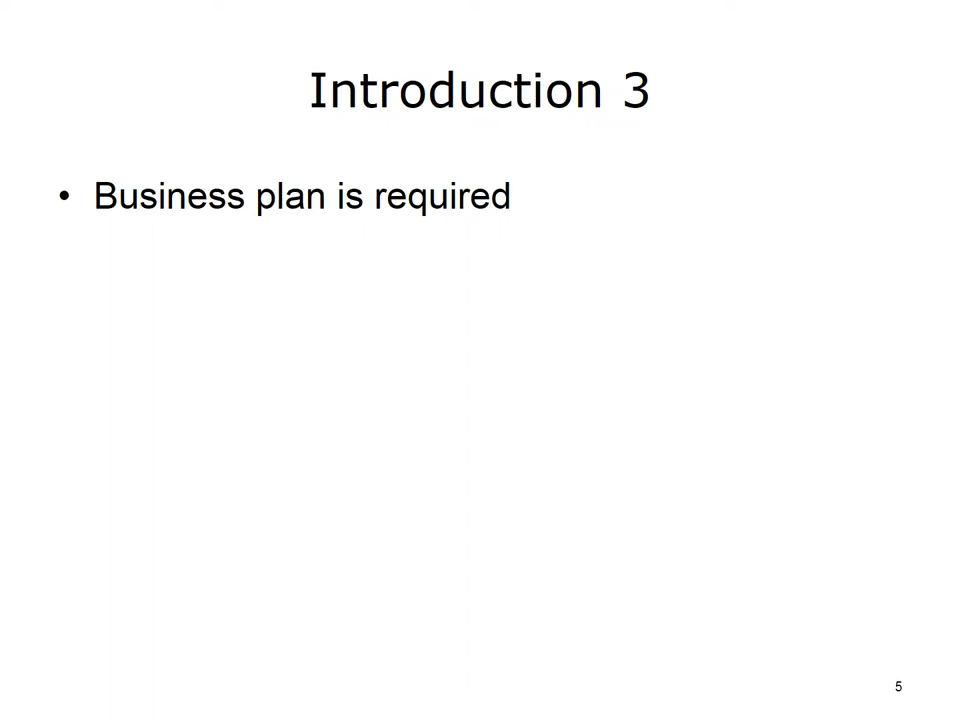 Introduction 3
• Business plan is required
5